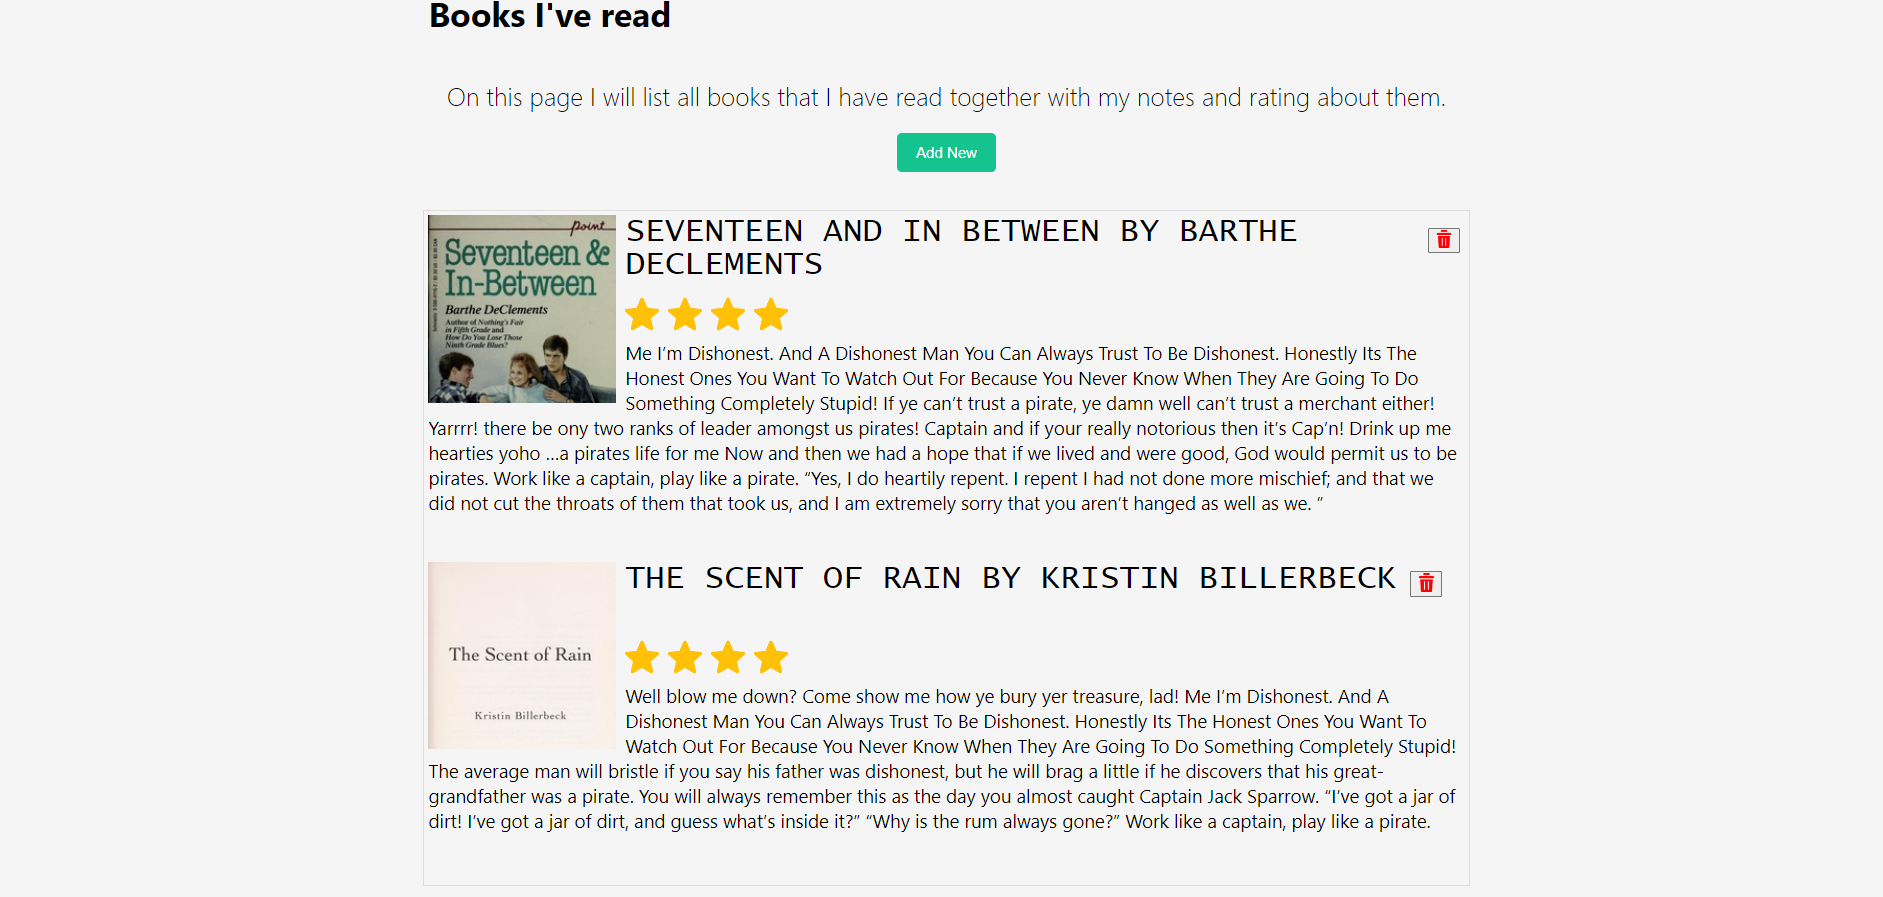 Books I've read
On this page I will list all books that I have read together with my notes and rating about them.
Add New
point
Seventeen &
In-Between
Barthe DeClements
Author of Nothing's Fair
in Fifth Grade and
How Do You Lose Those
Ninth Grade Blues?
SEVENTEEN AND IN BETWEEN BY BARTHE
DECLEMENTS
Me I’m Dishonest. And A Dishonest Man You Can Always Trust To Be Dishonest. Honestly Its The
Honest Ones You Want To Watch Out For Because You Never Know When They Are Going To Do
Something Completely Stupid! If ye can’t trust a pirate, ye damn well can’t trust a merchant either!
Yarrrr! there be ony two ranks of leader amongst us pirates! Captain and if your really notorious then it’s Cap’n! Drink up me
hearties yoho ...a pirates life for me Now and then we had a hope that if we lived and were good, God would permit us to be
pirates. Work like a captain, play like a pirate. “Yes, I do heartily repent. I repent I had not done more mischief; and that we
did not cut the throats of them that took us, and I am extremely sorry that you aren’t hanged as well as we. ”
The Scent of Rain
Kristin Billerbeck
THE SCENT OF RAIN BY KRISTIN BILLERBECK
Well blow me down? Come show me how ye bury yer treasure, lad! Me I’m Dishonest. And A
Dishonest Man You Can Always Trust To Be Dishonest. Honestly Its The Honest Ones You Want To
Watch Out For Because You Never Know When They Are Going To Do Something Completely Stupid!
The average man will bristle if you say his father was dishonest, but he will brag a little if he discovers that his great-
grandfather was a pirate. You will always remember this as the day you almost caught Captain Jack Sparrow. “I’ve got a jar of
dirt! I’ve got a jar of dirt, and guess what’s inside it?” “Why is the rum always gone?” Work like a captain, play like a pirate.